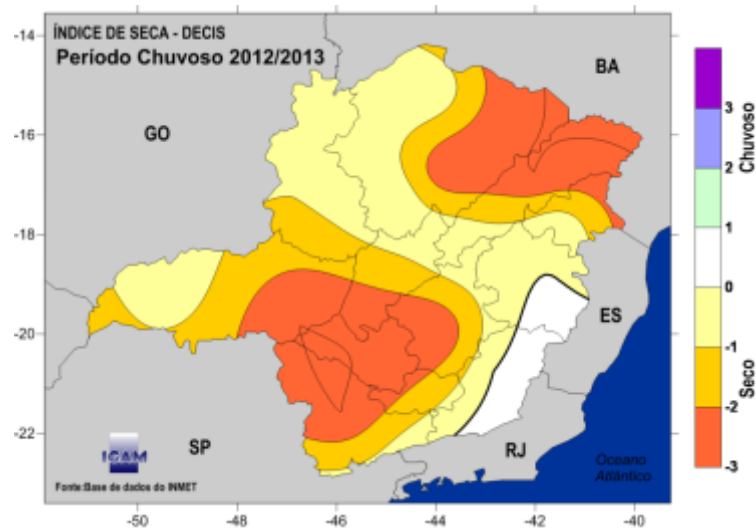 ÍNDICE DE SECA - DECIS
Período Chuvoso 2012/2013
BA
GO
ES
SP
RJ
IGAM
Fonte:Base de dados do INMET
Oceano
Atlântico
-14
-16
-18
-20
-22
-50
-48
-46
-44
-42
-40
3
2
1
0
-1
-2
-3
Chuvoso
Seco